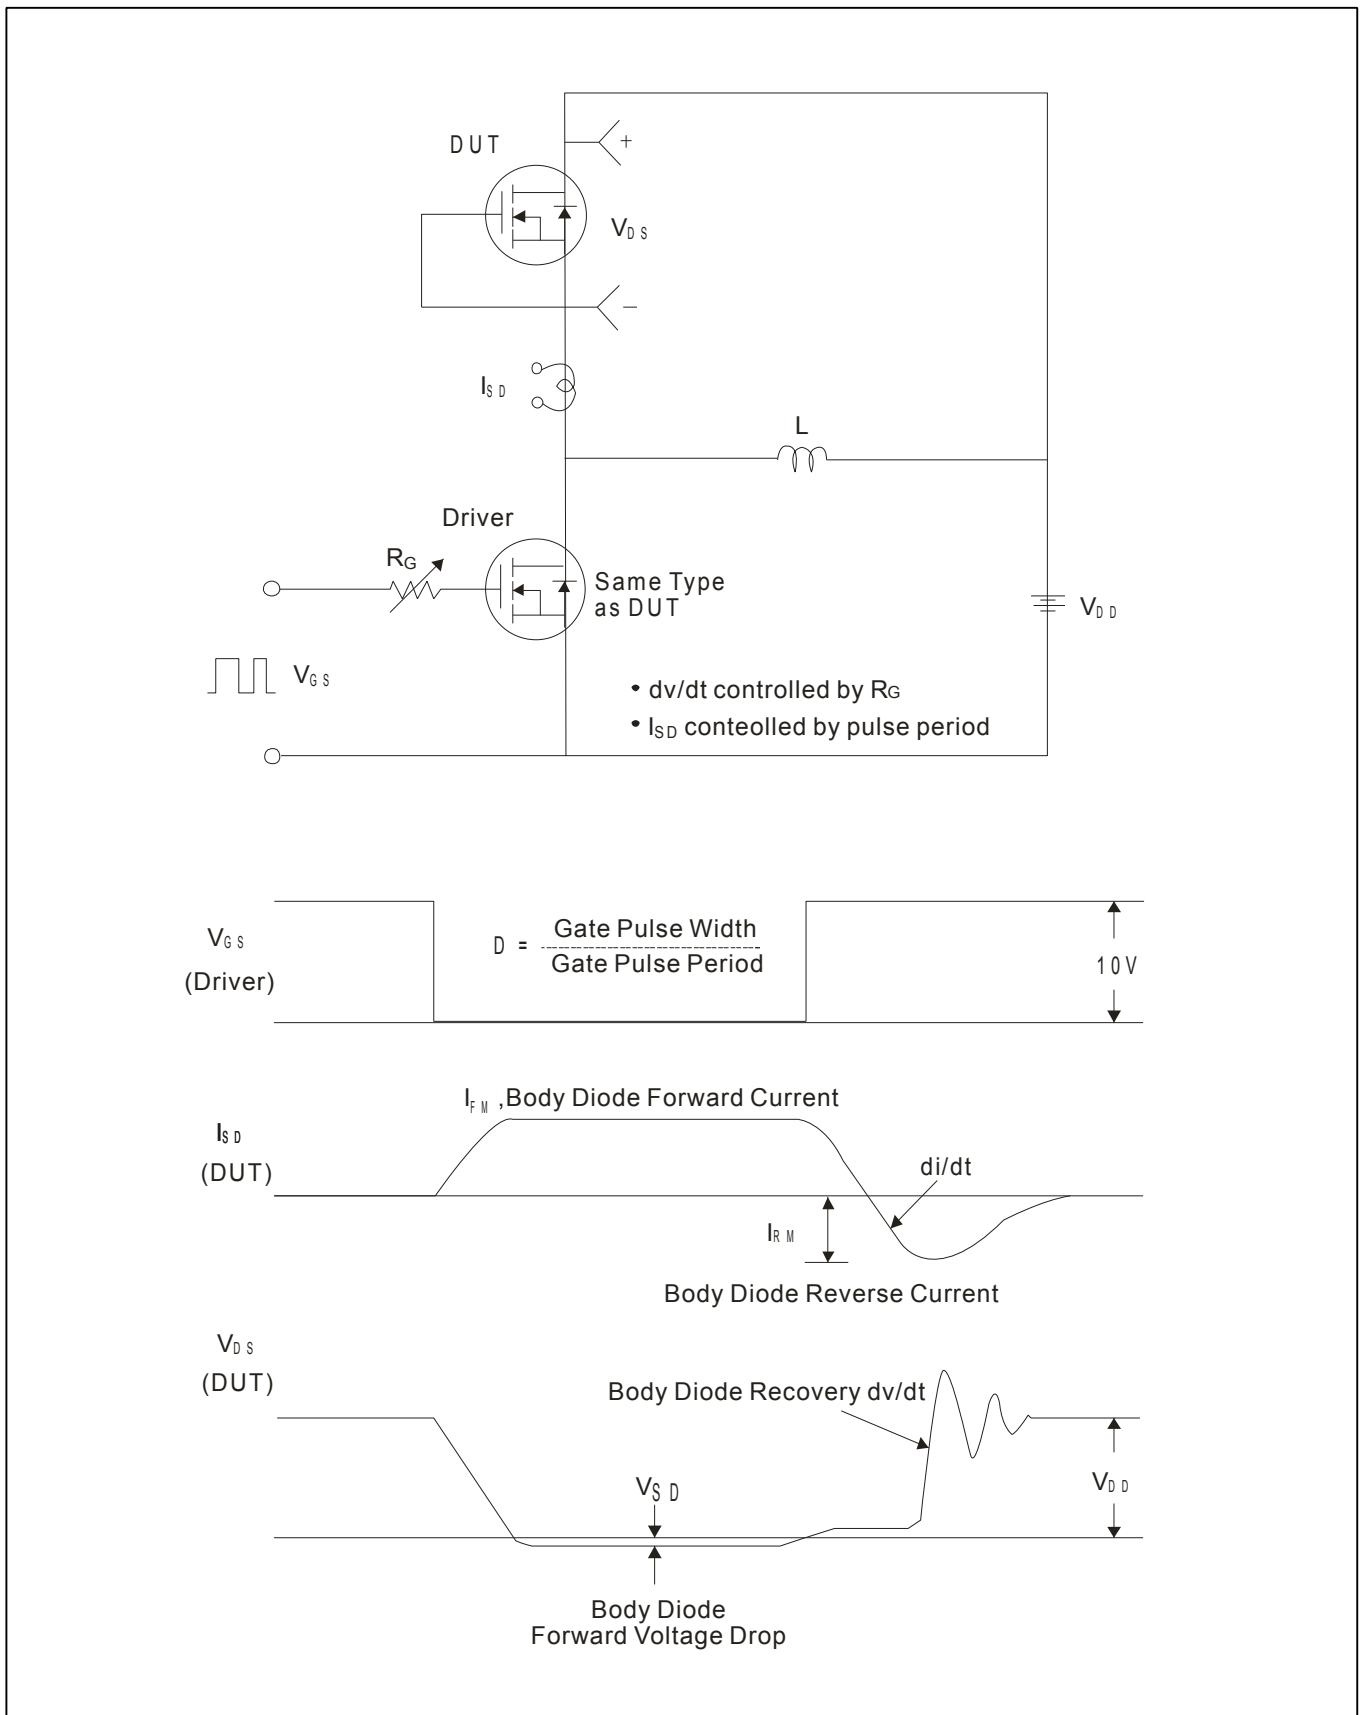 DUT
+
VDS
−
ISD
L
Driver
RG
Same Type
as DUT
VDD
VGS
• dv/dt controlled by RG
• ISD conteolled by pulse period
VGS
(Driver)
D = Gate Pulse Width
Gate Pulse Period
10V
IFM ,Body Diode Forward Current
ISD
(DUT)
di/dt
IRM
Body Diode Reverse Current
VDS
(DUT)
Body Diode Recovery dv/dt
VSD
VDD
Body Diode
Forward Voltage Drop